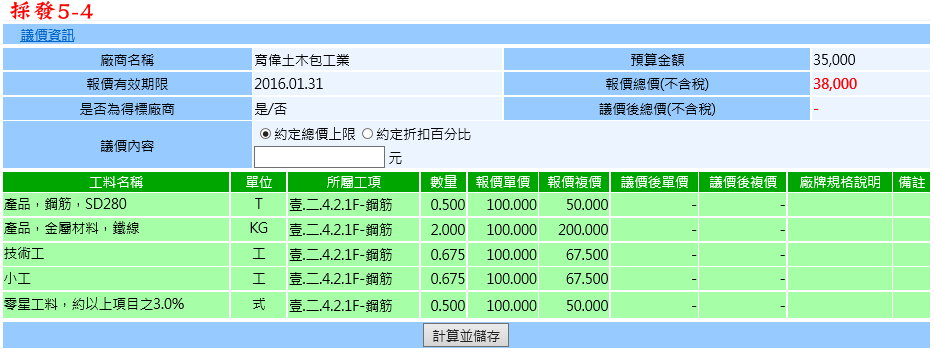 採發5-4
議價資訊
廠商名稱 育偉土木包工業 預算金額 35,000
報價有效期限 2016.01.31 報價總價(不含稅) 38,000
是否為得標廠商 是/否 議價後總價(不含稅) -
議價內容 約定總價上限 約定折扣百分比
元
工料名稱 單位 所屬工項 數量 報價單價 報價複價 議價後單價 議價後複價 廠牌規格說明 備註
產品，鋼筋，SD280 T 壹.二.4.2.1F-鋼筋 0.500 100.000 50.000 - -
產品，金屬材料，鐵線 KG 壹.二.4.2.1F-鋼筋 2.000 100.000 200.000 - -
技術工 工 壹.二.4.2.1F-鋼筋 0.675 100.000 67.500 - -
小工 工 壹.二.4.2.1F-鋼筋 0.675 100.000 67.500 - -
零星工料，約以上項目之3.0% 式 壹.二.4.2.1F-鋼筋 0.500 100.000 50.000 - -
計算並儲存